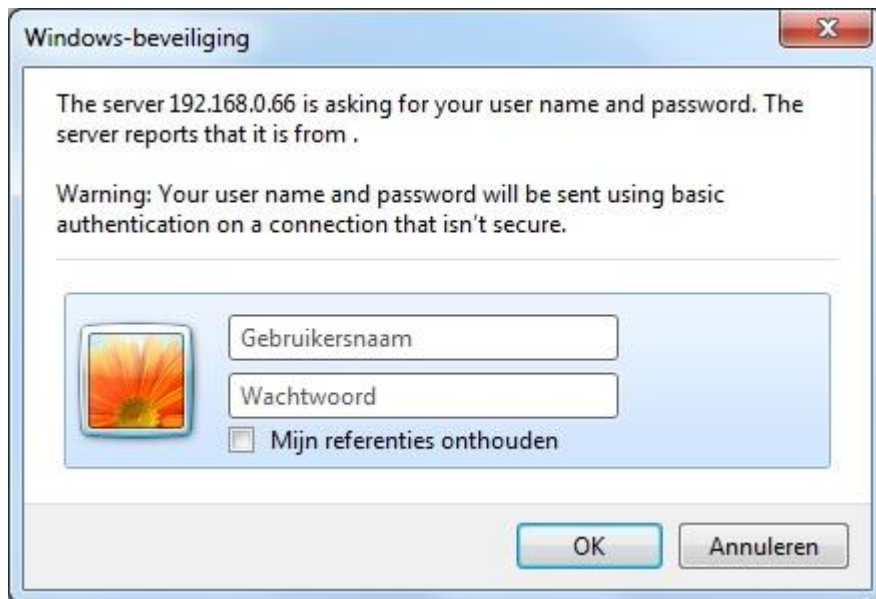 Windows-beveiliging
The server 192.168.0.66 is asking for your user name and password. The
server reports that it is from .
Warning: Your user name and password will be sent using basic
authentication on a connection that isn't secure.
Gebruikersnaam
Wachtwoord
Mijn referenties onthouden
OK
Annuleren